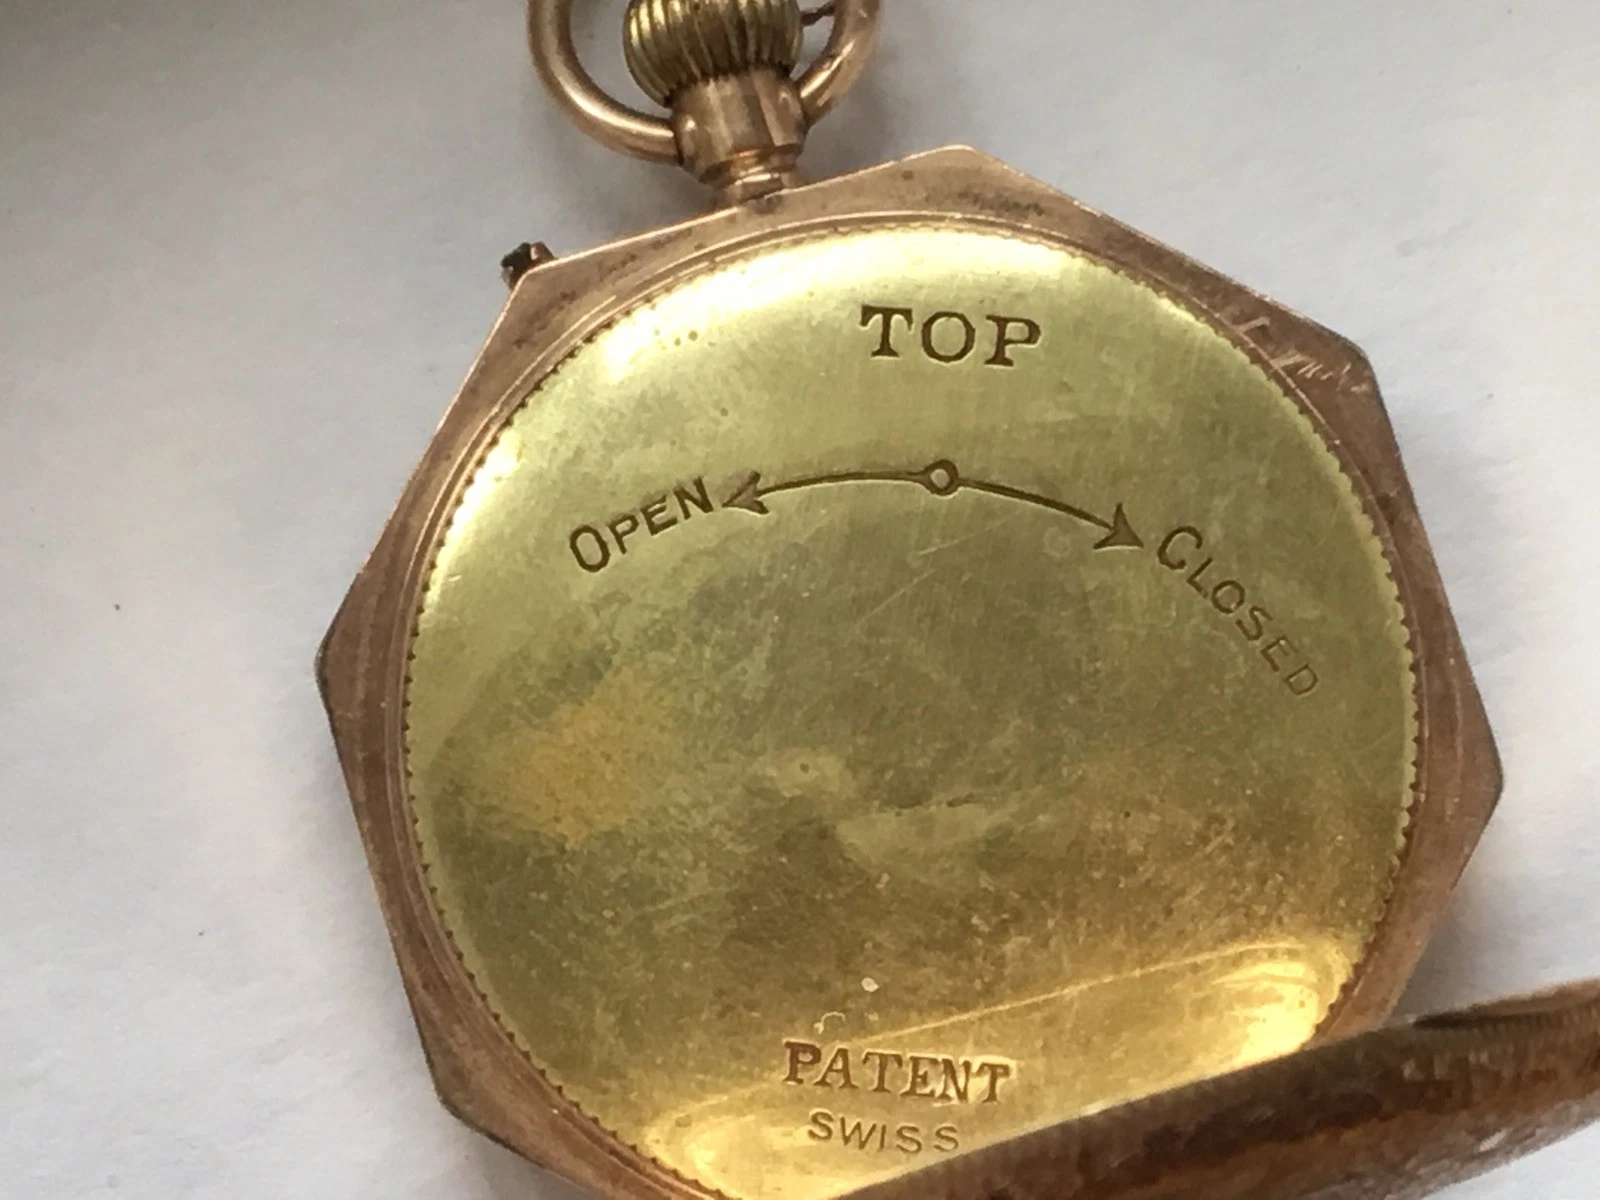 TOP
OPEN CLOSED
PATENT
SWISS